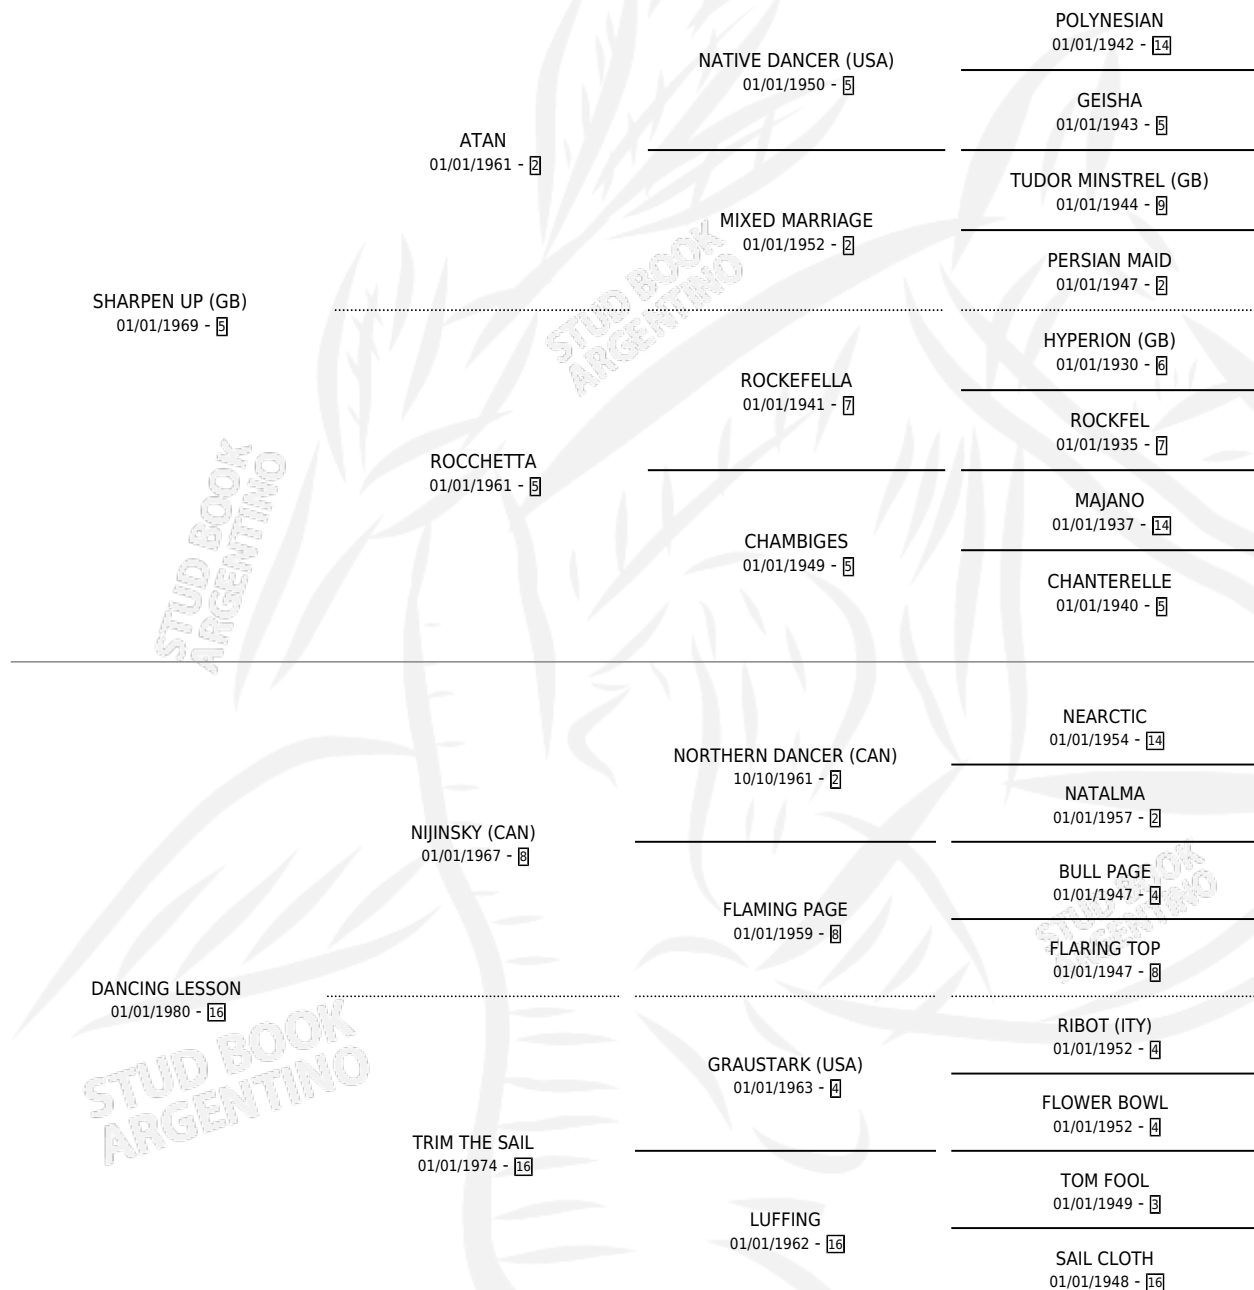 POLYNESIAN
01/01/1942 - 14
NATIVE DANCER (USA)
01/01/1950 - 5
GEISHA
01/01/1943 - 5
ATAN
01/01/1961 - 2
TUDOR MINSTREL (GB)
01/01/1944 - 9
MIXED MARRIAGE
01/01/1952 - 2
PERSIAN MAID
01/01/1947 - 2
SHARPEN UP (GB)
01/01/1969 - 5
HYPERION (GB)
01/01/1930 - 6
ROCKEFELLA
01/01/1941 - 7
ROCKFEL
01/01/1935 - 7
ROCCHETTA
01/01/1961 - 5
MAJANO
01/01/1937 - 14
CHAMBIGES
01/01/1949 - 5
CHANTERELLE
01/01/1940 - 5
STUD BOOK
ARGENTINO
STUD BOOK
ARGENTINO
NEARCTIC
01/01/1954 - 14
NORTHERN DANCER (CAN)
10/10/1961 - 2
NATALMA
01/01/1957 - 2
NIJINSKY (CAN)
01/01/1967 - 8
BULL PAGE
01/01/1947 - 4
FLAMING PAGE
01/01/1959 - 8
FLARING TOP
01/01/1947 - 8
STUD BOOK
ARGENTINO
DANCING LESSON
01/01/1980 - 16
RIBOT (ITY)
01/01/1952 - 4
GRAUSTARK (USA)
01/01/1963 - 4
FLOWER BOWL
01/01/1952 - 4
STUD BOOK
ARGENTINO
TRIM THE SAIL
01/01/1974 - 16
TOM FOOL
01/01/1949 - 3
LUFFING
01/01/1962 - 16
SAIL CLOTH
01/01/1948 - 16